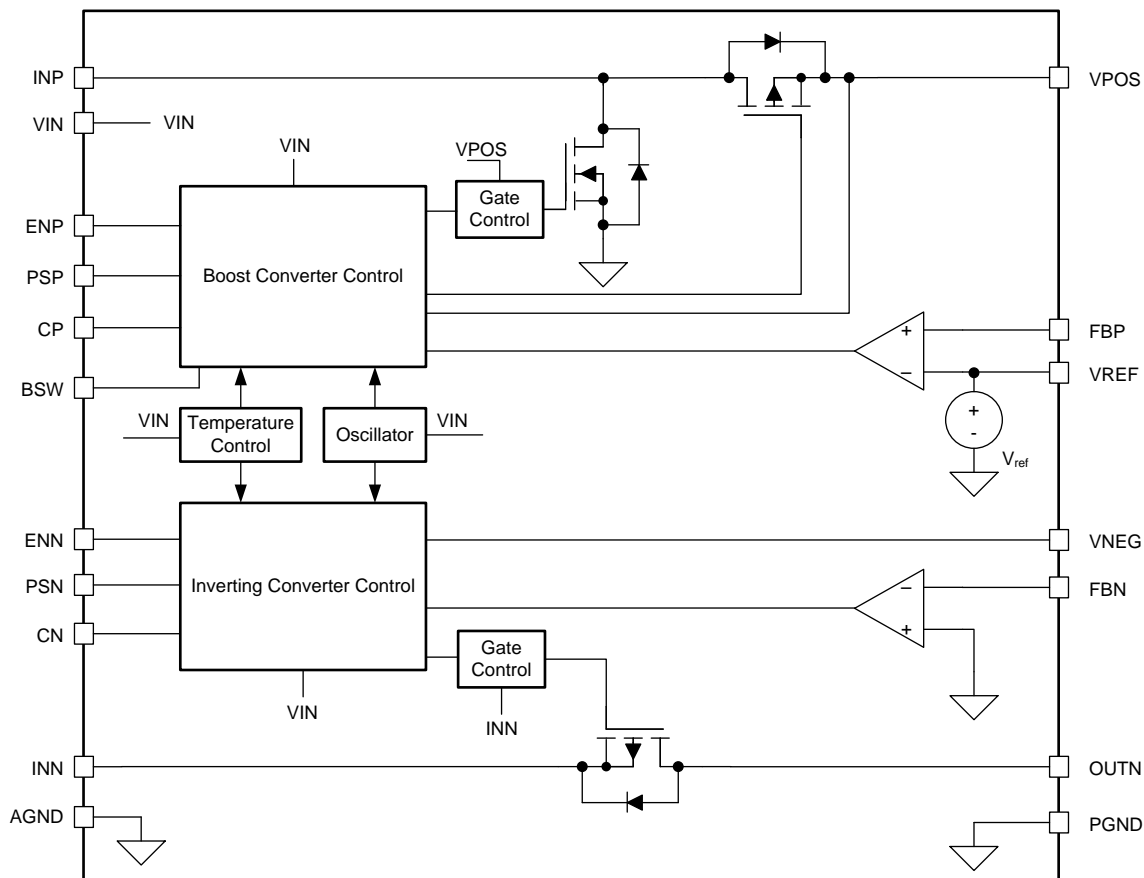 INP
VPOS
VIN
VIN
VIN
VPOS
Gate
Control
ENP
PSP
Boost Converter Control
CP
+
FBP
BSW
−
VREF
VIN
Temperature
Control
Oscillator
VIN
+
-
Vref
ENN
VNEG
PSN
Inverting Converter Control
−
FBN
CN
+
Gate
Control
VIN
INN
INN
OUTN
AGND
PGND